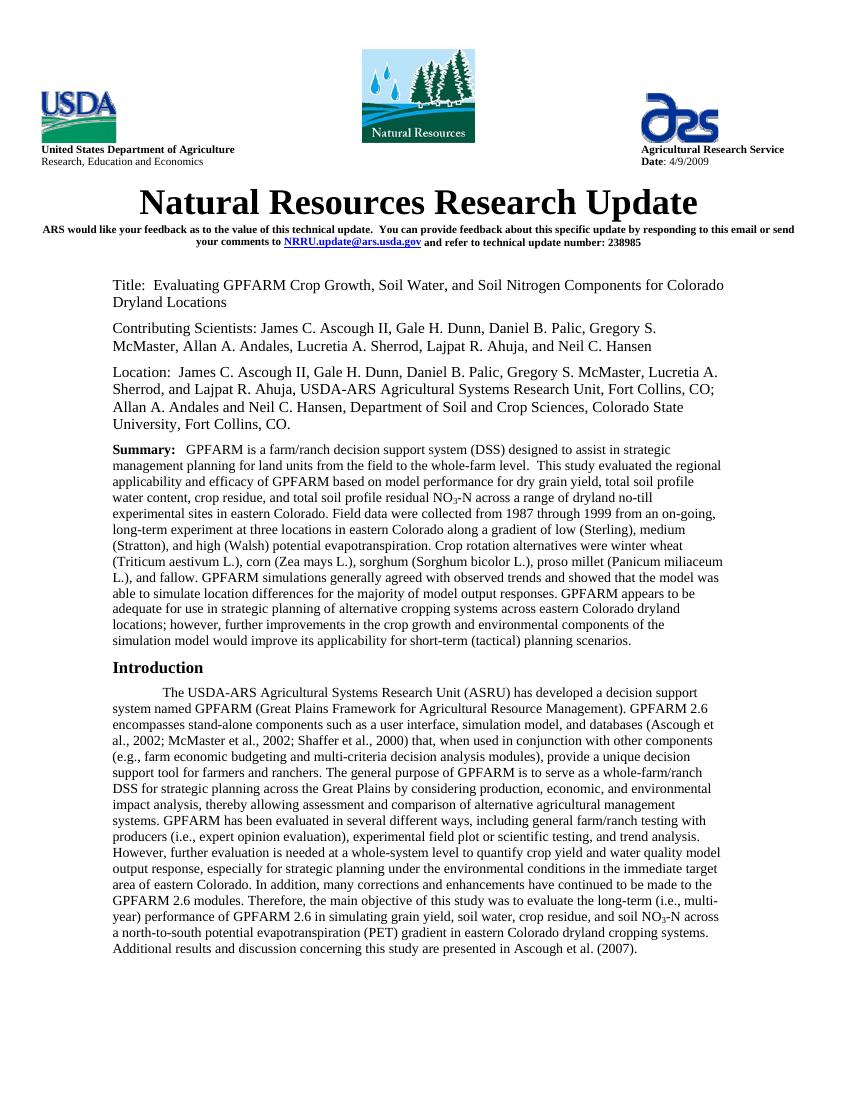 USDA
Natural Resources
ars
United States Department of Agriculture
Research, Education and Economics
Agricultural Research Service
Date: 4/9/2009
Natural Resources Research Update
ARS would like your feedback as to the value of this technical update.  You can provide feedback about this specific update by responding to this email or send
your comments to NRRU.update@ars.usda.gov and refer to technical update number: 238985
Title:  Evaluating GPFARM Crop Growth, Soil Water, and Soil Nitrogen Components for Colorado
Dryland Locations
Contributing Scientists: James C. Ascough II, Gale H. Dunn, Daniel B. Palic, Gregory S.
McMaster, Allan A. Andales, Lucretia A. Sherrod, Lajpat R. Ahuja, and Neil C. Hansen
Location:  James C. Ascough II, Gale H. Dunn, Daniel B. Palic, Gregory S. McMaster, Lucretia A.
Sherrod, and Lajpat R. Ahuja, USDA-ARS Agricultural Systems Research Unit, Fort Collins, CO;
Allan A. Andales and Neil C. Hansen, Department of Soil and Crop Sciences, Colorado State
University, Fort Collins, CO.
Summary:   GPFARM is a farm/ranch decision support system (DSS) designed to assist in strategic
management planning for land units from the field to the whole-farm level.  This study evaluated the regional
applicability and efficacy of GPFARM based on model performance for dry grain yield, total soil profile
water content, crop residue, and total soil profile residual NO3-N across a range of dryland no-till
experimental sites in eastern Colorado. Field data were collected from 1987 through 1999 from an on-going,
long-term experiment at three locations in eastern Colorado along a gradient of low (Sterling), medium
(Stratton), and high (Walsh) potential evapotranspiration. Crop rotation alternatives were winter wheat
(Triticum aestivum L.), corn (Zea mays L.), sorghum (Sorghum bicolor L.), proso millet (Panicum miliaceum
L.), and fallow. GPFARM simulations generally agreed with observed trends and showed that the model was
able to simulate location differences for the majority of model output responses. GPFARM appears to be
adequate for use in strategic planning of alternative cropping systems across eastern Colorado dryland
locations; however, further improvements in the crop growth and environmental components of the
simulation model would improve its applicability for short-term (tactical) planning scenarios.
Introduction
The USDA-ARS Agricultural Systems Research Unit (ASRU) has developed a decision support
system named GPFARM (Great Plains Framework for Agricultural Resource Management). GPFARM 2.6
encompasses stand-alone components such as a user interface, simulation model, and databases (Ascough et
al., 2002; McMaster et al., 2002; Shaffer et al., 2000) that, when used in conjunction with other components
(e.g., farm economic budgeting and multi-criteria decision analysis modules), provide a unique decision
support tool for farmers and ranchers. The general purpose of GPFARM is to serve as a whole-farm/ranch
DSS for strategic planning across the Great Plains by considering production, economic, and environmental
impact analysis, thereby allowing assessment and comparison of alternative agricultural management
systems. GPFARM has been evaluated in several different ways, including general farm/ranch testing with
producers (i.e., expert opinion evaluation), experimental field plot or scientific testing, and trend analysis.
However, further evaluation is needed at a whole-system level to quantify crop yield and water quality model
output response, especially for strategic planning under the environmental conditions in the immediate target
area of eastern Colorado. In addition, many corrections and enhancements have continued to be made to the
GPFARM 2.6 modules. Therefore, the main objective of this study was to evaluate the long-term (i.e., multi-
year) performance of GPFARM 2.6 in simulating grain yield, soil water, crop residue, and soil NO3-N across
a north-to-south potential evapotranspiration (PET) gradient in eastern Colorado dryland cropping systems.
Additional results and discussion concerning this study are presented in Ascough et al. (2007).